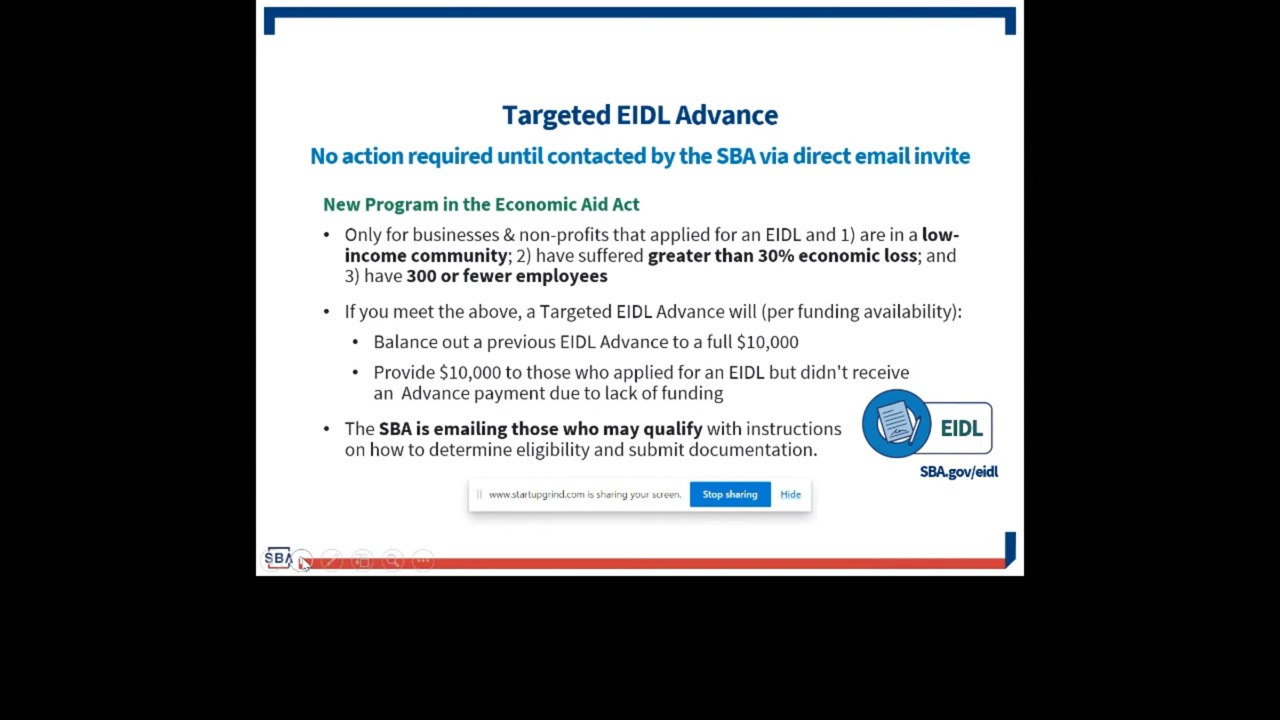 Targeted EIDL Advance
No action required until contacted by the SBA via direct email invite
New Program in the Economic Aid Act
• Only for businesses & non-profits that applied for an EIDL and 1) are in a low-
income community; 2) have suffered greater than 30% economic loss; and
3) have 300 or fewer employees
• If you meet the above, a Targeted EIDL Advance will (per funding availability):
• Balance out a previous EIDL Advance to a full $10,000
• Provide $10,000 to those who applied for an EIDL but didn't receive
an Advance payment due to lack of funding
• The SBA is emailing those who may qualify with instructions
on how to determine eligibility and submit documentation.
EIDL
SBA.gov/eidl
www.startupgrind.com is sharing your screen. Stop sharing Hide
SBA